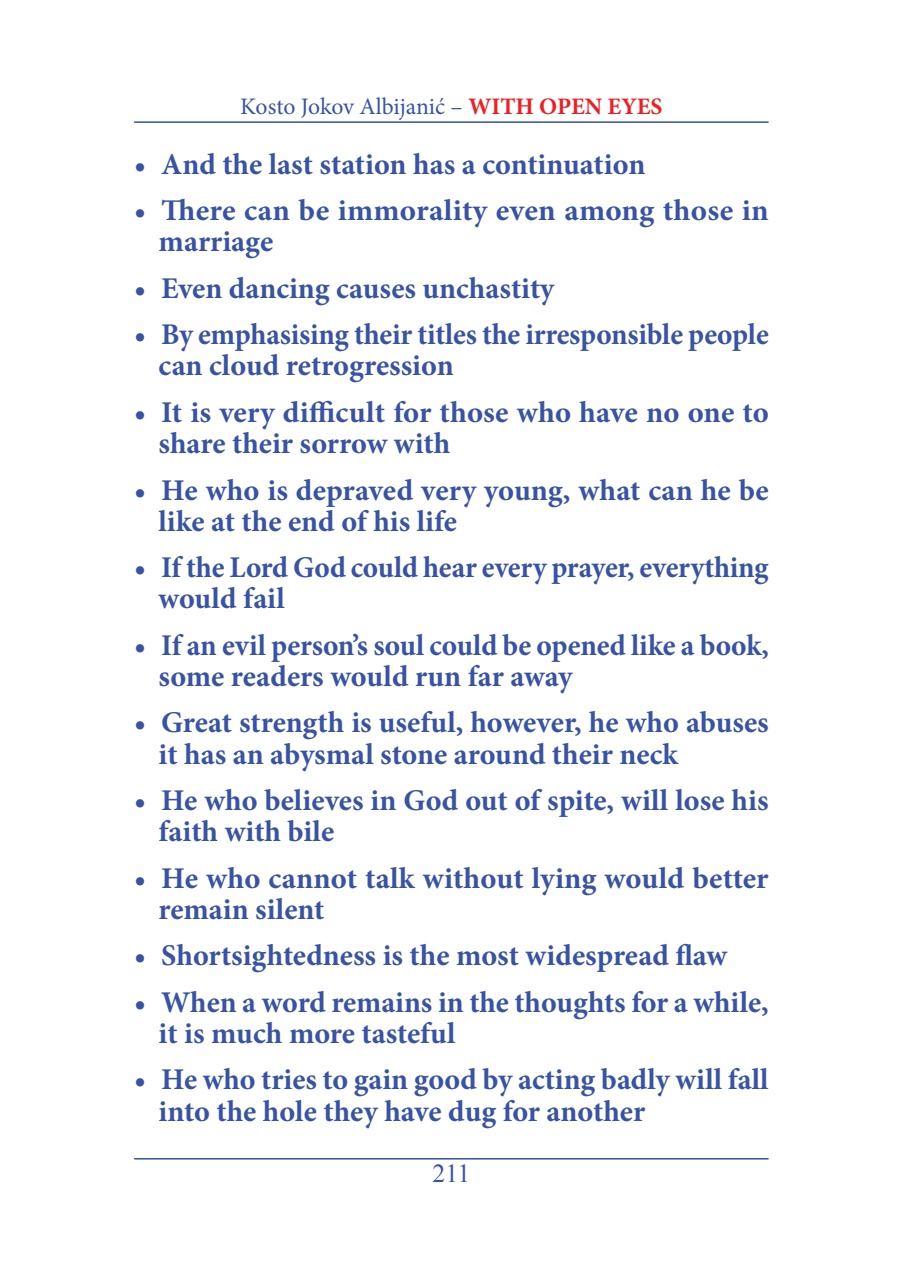 Kosto Jokov Albijanić – WITH OPEN EYES
• And the last station has a continuation
• There can be immorality even among those in
marriage
• Even dancing causes unchastity
• By emphasising their titles the irresponsible people
can cloud retrogression
• It is very difficult for those who have no one to
share their sorrow with
• He who is depraved very young, what can he be
like at the end of his life
• If the Lord God could hear every prayer, everything
would fail
• If an evil person’s soul could be opened like a book,
some readers would run far away
• Great strength is useful, however, he who abuses
it has an abysmal stone around their neck
• He who believes in God out of spite, will lose his
faith with bile
• He who cannot talk without lying would better
remain silent
• Shortsightedness is the most widespread flaw
• When a word remains in the thoughts for a while,
it is much more tasteful
• He who tries to gain good by acting badly will fall
into the hole they have dug for another
211